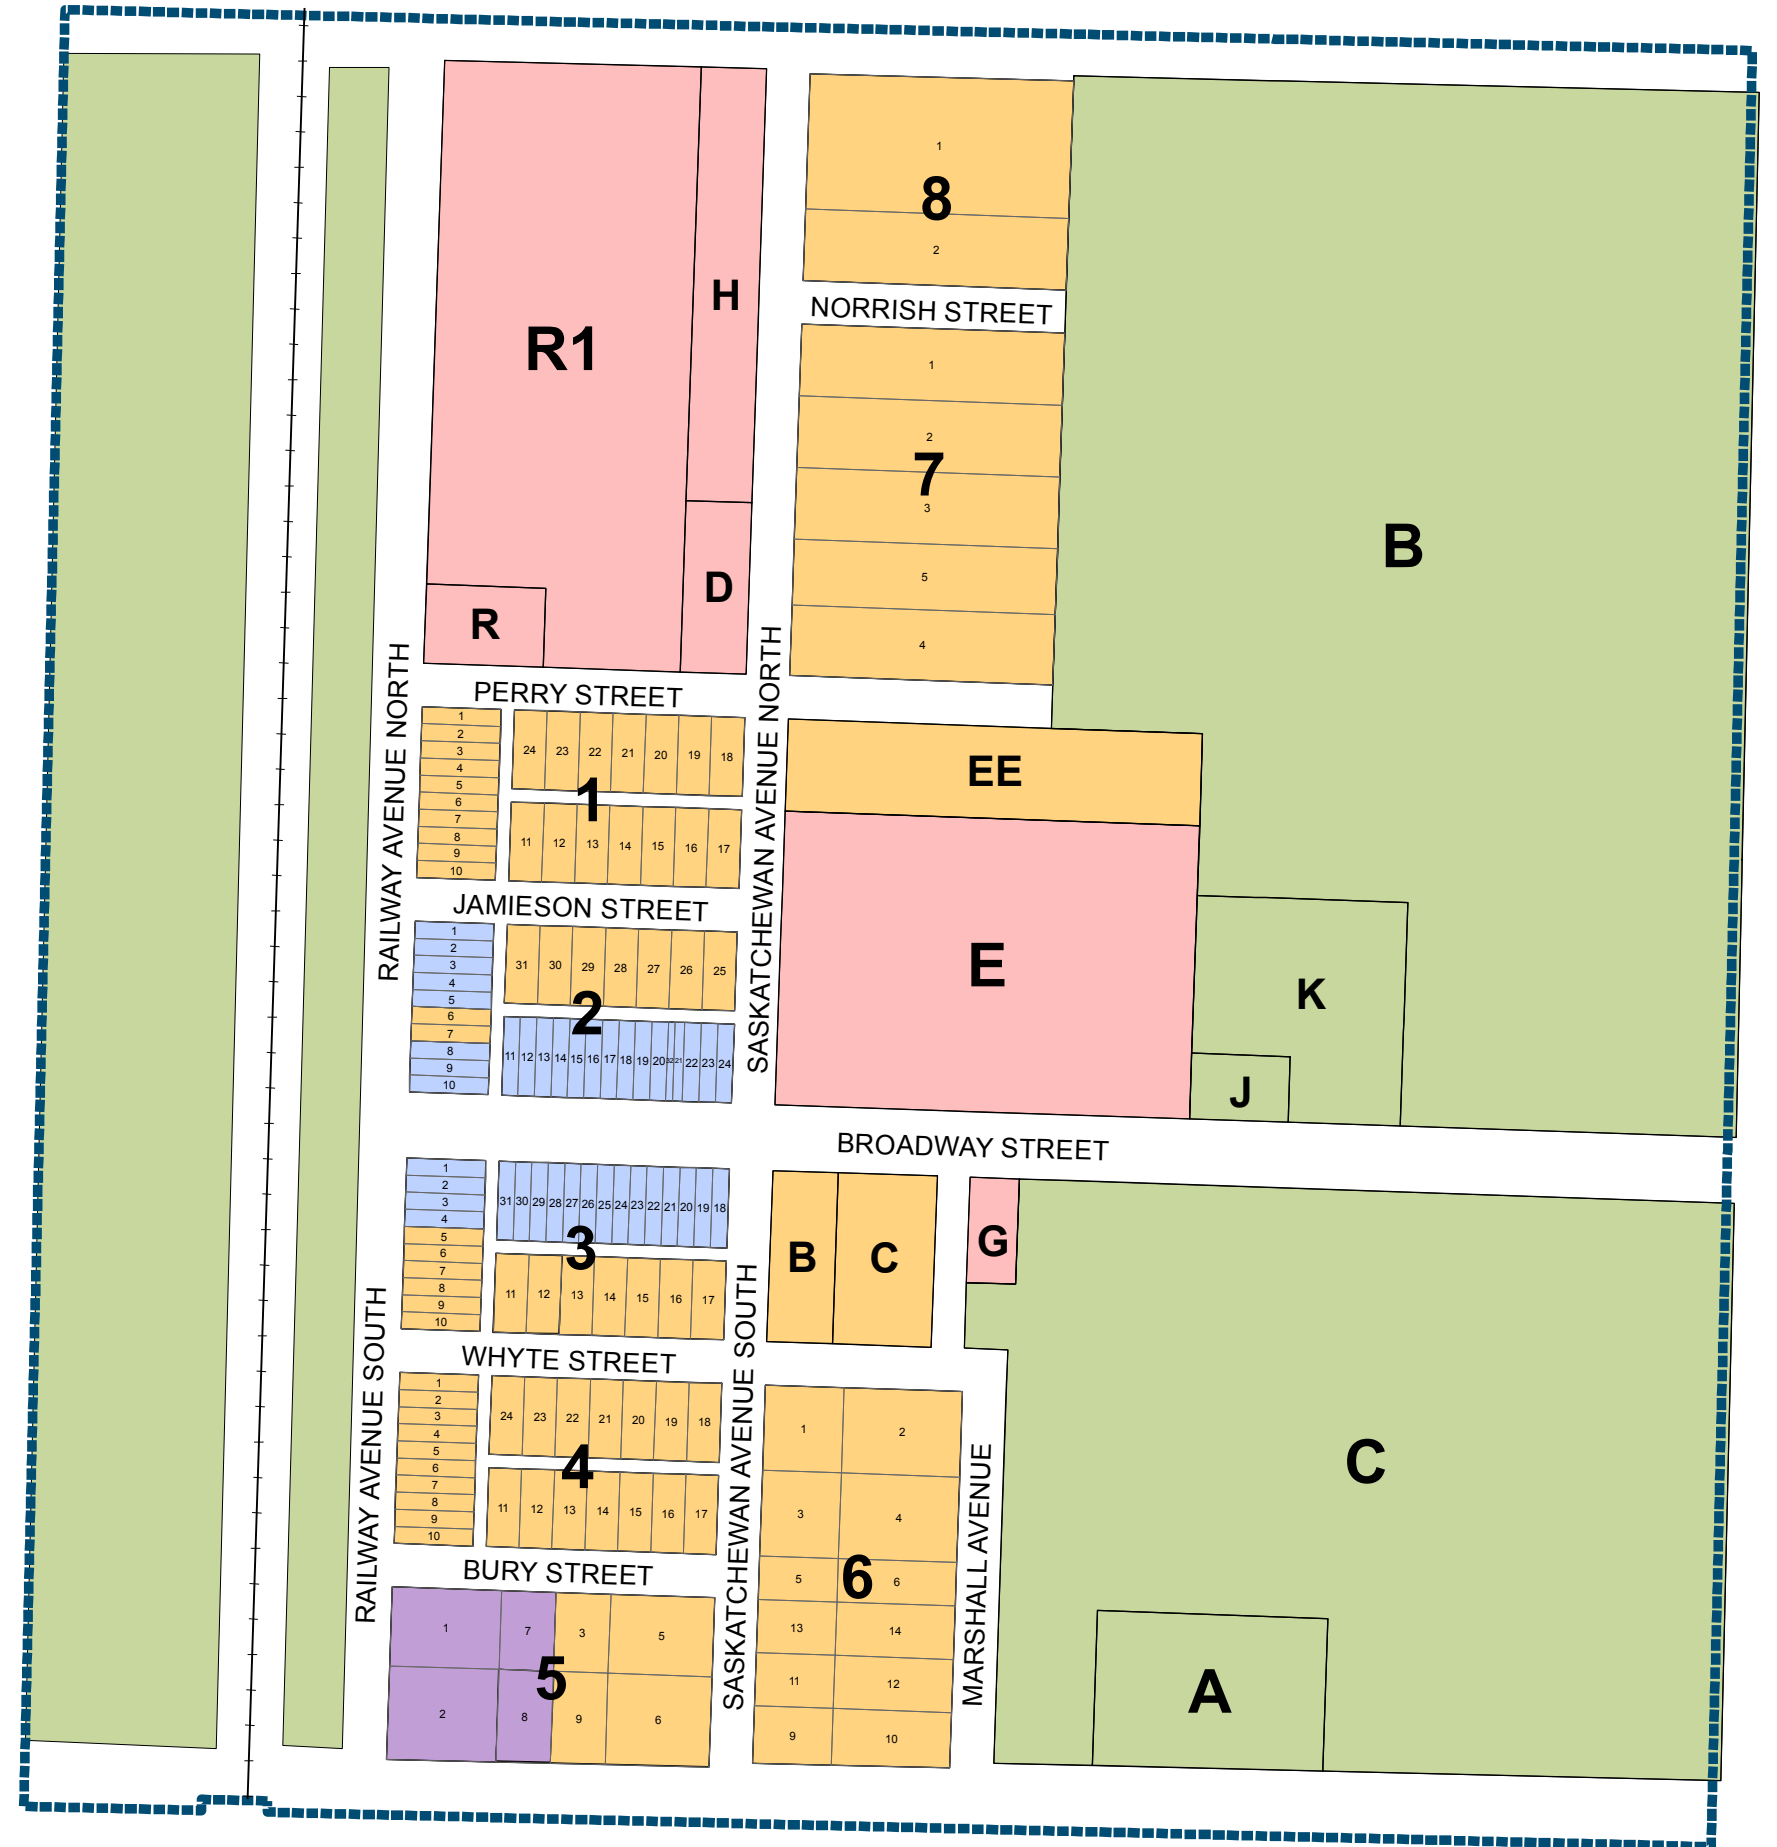 1
8
2
H
NORRISH STREET
R1
1
2
7
3
B
5
D
R
4
RAILWAY AVENUE NORTH
SASKATCHEWAN AVENUE NORTH
PERRY STREET
1
2
3
4
5
6
7
8
9
10
24 23 22 21 20 19 18
1
11 12 13 14 15 16 17
EE
JAMIESON STREET
1
2
3
4
5
6
7
8
9
10
31 30 29 28 27 26 25
2
11 12 13 14 15 16 17 18 19 20 32 21 22 23 24
E
K
J
BROADWAY STREET
1
2
3
4
5
6
7
8
9
10
31 30 29 28 27 26 25 24 23 22 21 20 19 18
3
11 12 13 14 15 16 17
B
C
G
RAILWAY AVENUE SOUTH
SASKATCHEWAN AVENUE SOUTH
WHYTE STREET
1
2
3
4
5
6
7
8
9
10
24 23 22 21 20 19 18
4
11 12 13 14 15 16 17
1 2
3 4
6
5 6
13 14
11 12
9 10
MARSHALL AVENUE
C
BURY STREET
1 7 3 5
5
2 8 9 6
A